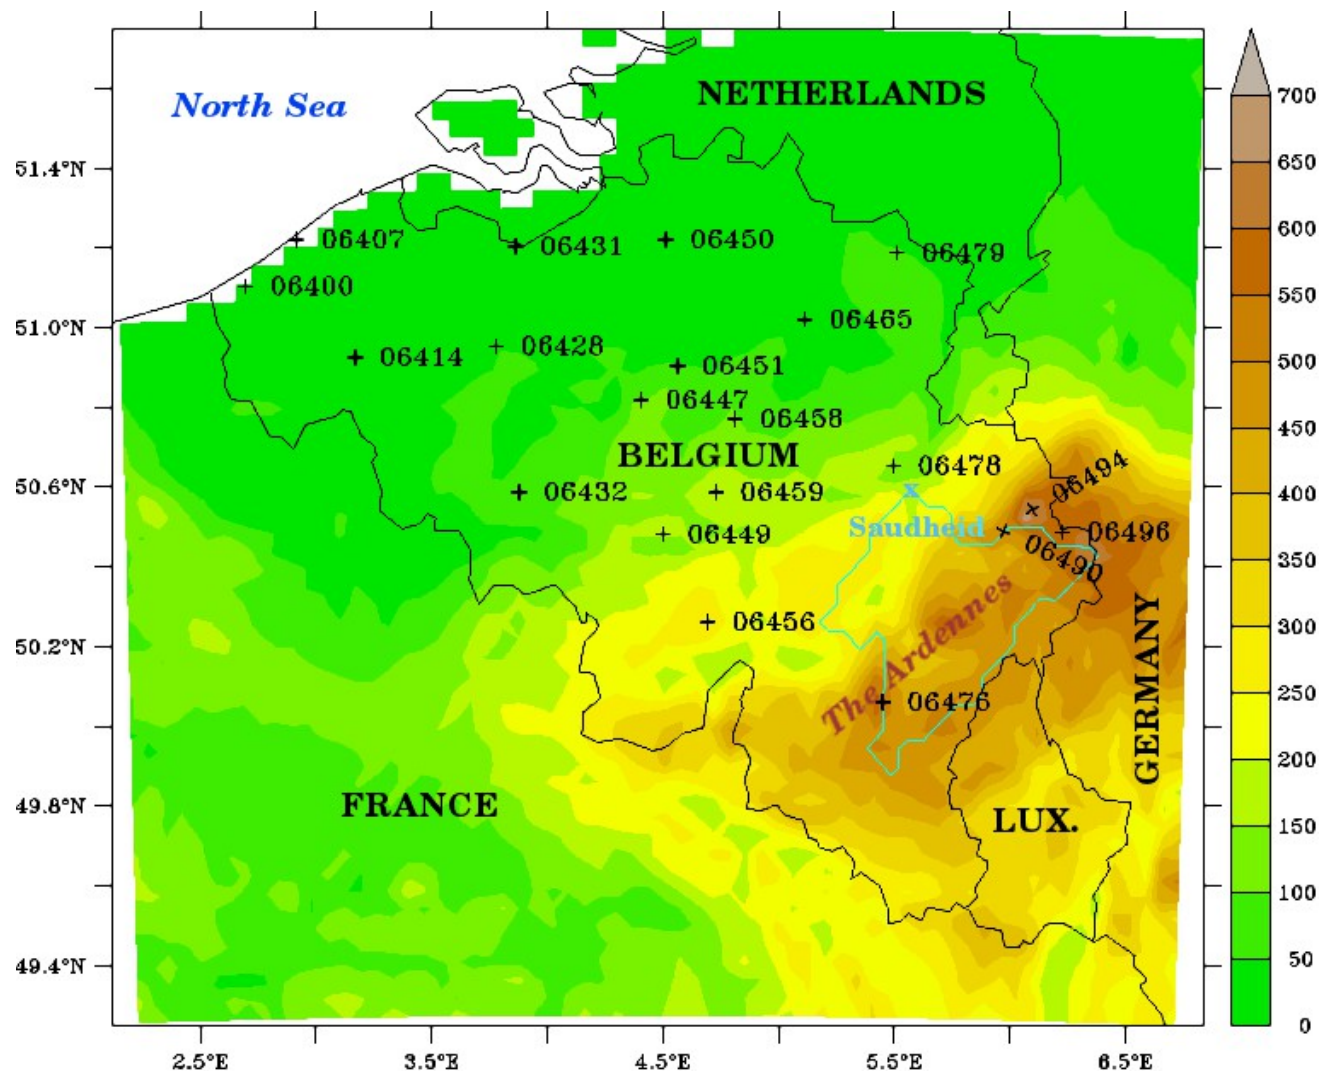 NETHERLANDS
North Sea
700
650
600
550
500
450
400
350
300
250
200
150
100
50
0
51.4°N
51.0°N
50.6°N
50.2°N
49.8°N
49.4°N
06407
06431
06450
06479
06400
06465
06414
06428
06451
06447
06458
BELGIUM
06478
06494
06432
06459
Saudheid
x
06449
06496
06490
The Ardennes
06456
06476
GERMANY
FRANCE
LUX.
2.5°E
3.5°E
4.5°E
5.5°E
6.5°E